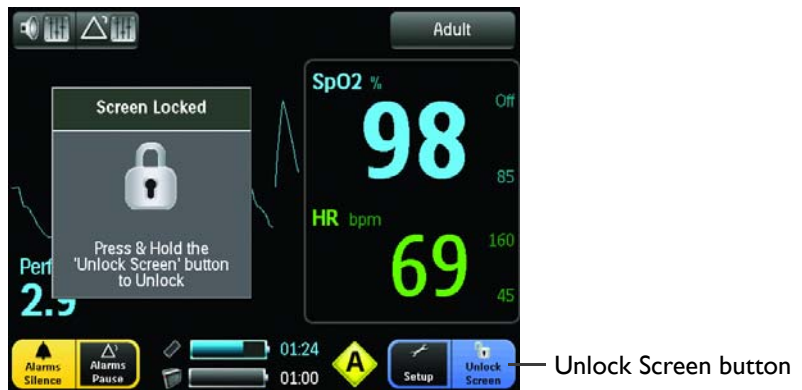 Adult
SpO2 %
Off
98
85
Screen Locked
Press & Hold the
'Unlock Screen' button
to Unlock
HR bpm
160
69
45
Perf
2.9
Alarms
Silence
Alarms
Pause
01:24
01:00
A
Setup
Unlock
Screen
Unlock Screen button